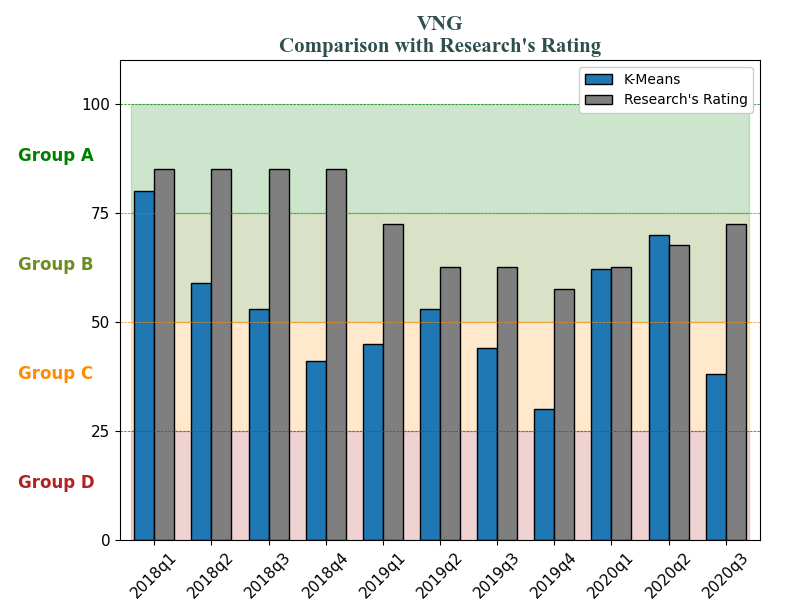 VNG
Comparison with Research's Rating
K-Means
Research's Rating
100
Group A
75
Group B
50
Group C
25
Group D
0
2018q1
2018q2
2018q3
2018q4
2019q1
2019q2
2019q3
2019q4
2020q1
2020q2
2020q3